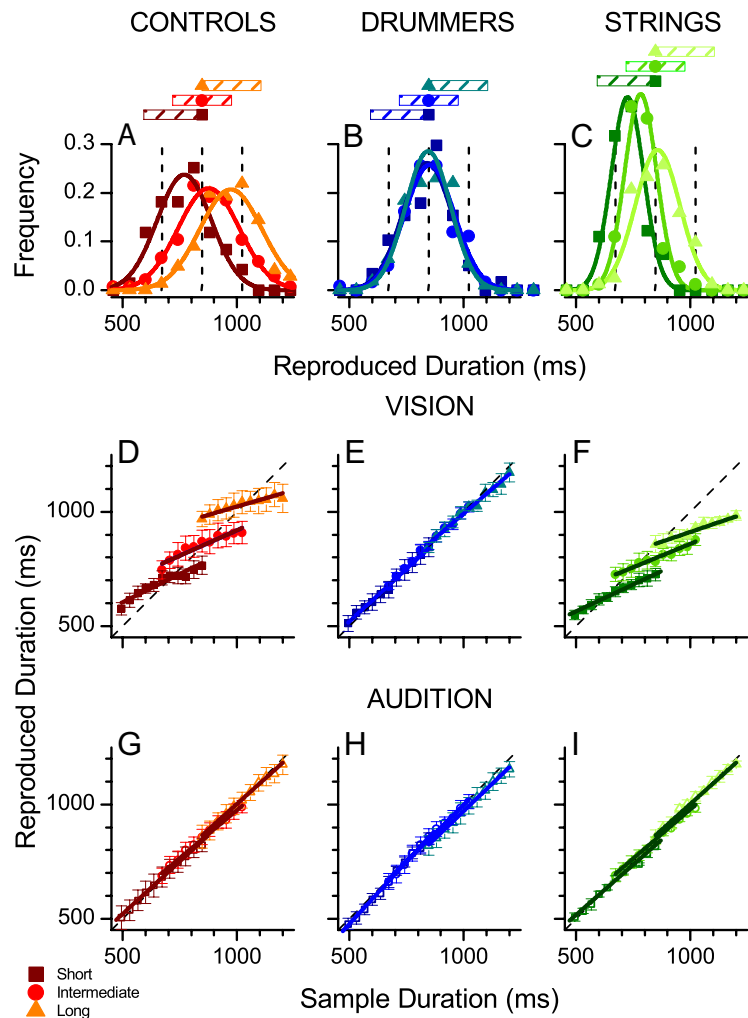 CONTROLS DRUMMERS STRINGS
A B C
0.3
0.2
0.1
0.0
Frequency
500 1000 500 1000 500 1000
Reproduced Duration (ms)
VISION
D E F
1000
500
Reproduced Duration (ms)
AUDITION
G H I
1000
500
500 1000 500 1000 500 1000
Short
Intermediate
Long
Sample Duration (ms)